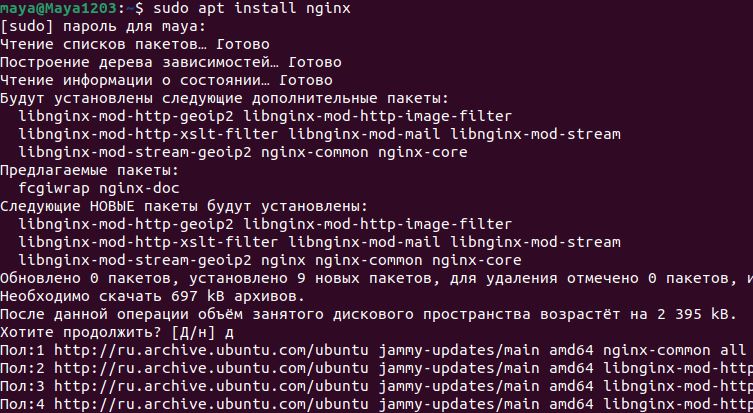 maya@Maya1203:~$ sudo apt install nginx
[sudo] пароль для maya:
Чтение списков пакетов… Готово
Построение дерева зависимостей… Готово
Чтение информации о состоянии… Готово
Будут установлены следующие дополнительные пакеты:
  libnginx-mod-http-geoip2 libnginx-mod-http-image-filter
  libnginx-mod-http-xslt-filter libnginx-mod-mail libnginx-mod-stream
  libnginx-mod-stream-geoip2 nginx-common nginx-core
Предлагаемые пакеты:
  fcgiwrap nginx-doc
Следующие НОВЫЕ пакеты будут установлены:
  libnginx-mod-http-geoip2 libnginx-mod-http-image-filter
  libnginx-mod-http-xslt-filter libnginx-mod-mail libnginx-mod-stream
  libnginx-mod-stream-geoip2 nginx nginx-common nginx-core
Обновлено 0 пакетов, установлено 9 новых пакетов, для удаления отмечено 0 пакетов, и
Необходимо скачать 697 kB архивов.
После данной операции объём занятого дискового пространства возрастёт на 2 395 kB.
Хотите продолжить? [Д/н] д
Пол:1 http://ru.archive.ubuntu.com/ubuntu jammy-updates/main amd64 nginx-common all
Пол:2 http://ru.archive.ubuntu.com/ubuntu jammy-updates/main amd64 libnginx-mod-http
Пол:3 http://ru.archive.ubuntu.com/ubuntu jammy-updates/main amd64 libnginx-mod-http
Пол:4 http://ru.archive.ubuntu.com/ubuntu jammy-updates/main amd64 libnginx-mod-http